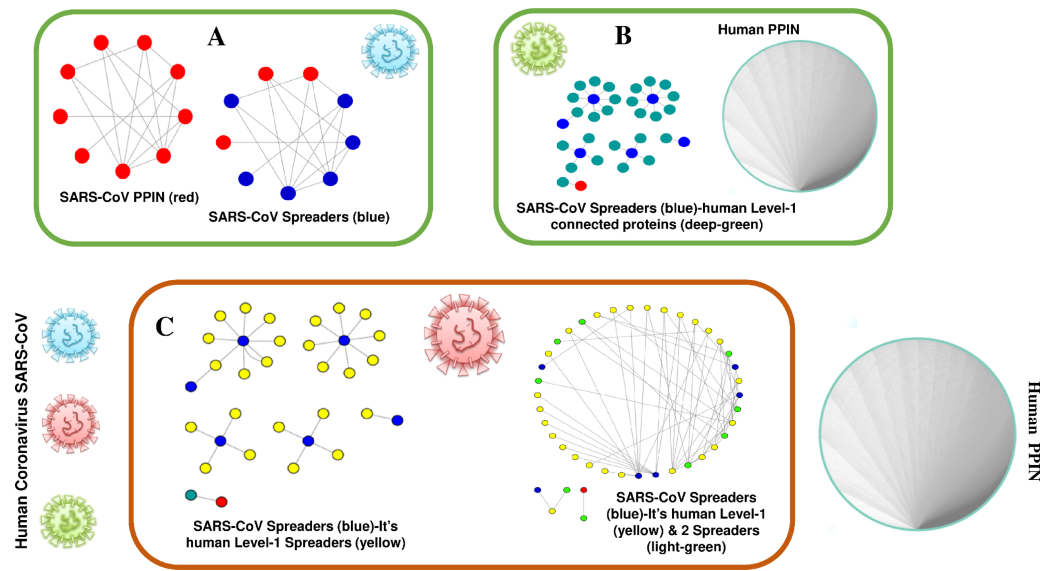 A
SARS-CoV PPIN (red)
SARS-CoV Spreaders (blue)
B
Human PPIN
SARS-CoV Spreaders (blue)-human Level-1
connected proteins (deep-green)
Human Coronavirus SARS-CoV
C
SARS-CoV Spreaders (blue)-It's
human Level-1 Spreaders (yellow)
SARS-CoV Spreaders
(blue)-It's human Level-1
(yellow) & 2 Spreaders
(light-green)
Human PPIN